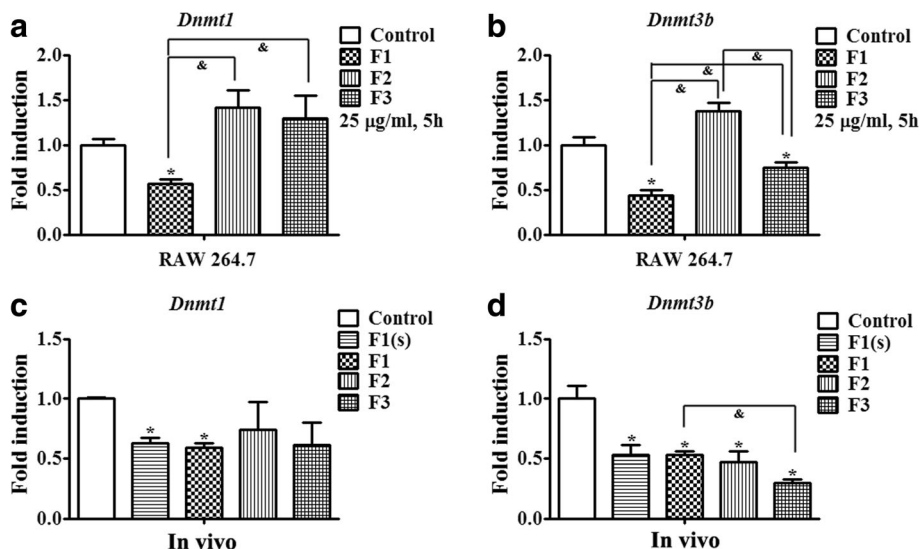 a
Dnmt1
Fold induction
2.0
1.5
1.0
0.5
0.0
&
&
*
Control
F1
F2
F3
25 µg/ml, 5h
RAW 264.7
b
Dnmt3b
Fold induction
2.0
1.5
1.0
0.5
0.0
&
&
&
*
*
Control
F1
F2
F3
25 µg/ml, 5h
RAW 264.7
c
Dnmt1
Fold induction
1.5
1.0
0.5
0.0
* *
Control
F1(s)
F1
F2
F3
In vivo
d
Dnmt3b
Fold induction
1.5
1.0
0.5
0.0
&
* * *
*
Control
F1(s)
F1
F2
F3
In vivo